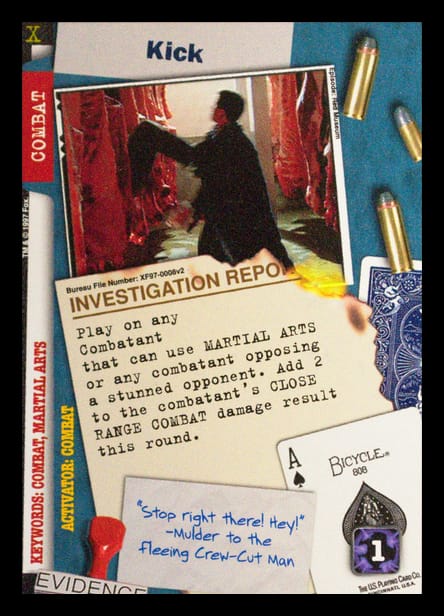 X
Kick
COMBAT
Episode: Hell Museum
TM & © 1997 Fox.
Bureau File Number: XF97-0008v2
INVESTIGATION REPO
Play on any
Combatant
that can use MARTIAL ARTS
or any combatant opposing
a stunned opponent. Add 2
to the combatant's CLOSE
RANGE COMBAT damage result
this round.
KEYWORDS: COMBAT, MARTIAL ARTS
ACTIVATOR: COMBAT
A
BICYCLE®
808
1
THE U.S. PLAYING CARD CO.
CINCINNATI, U.S.A.
"Stop right there! Hey!"
-Mulder to the
fleeing Crew-Cut Man
EVIDENCE